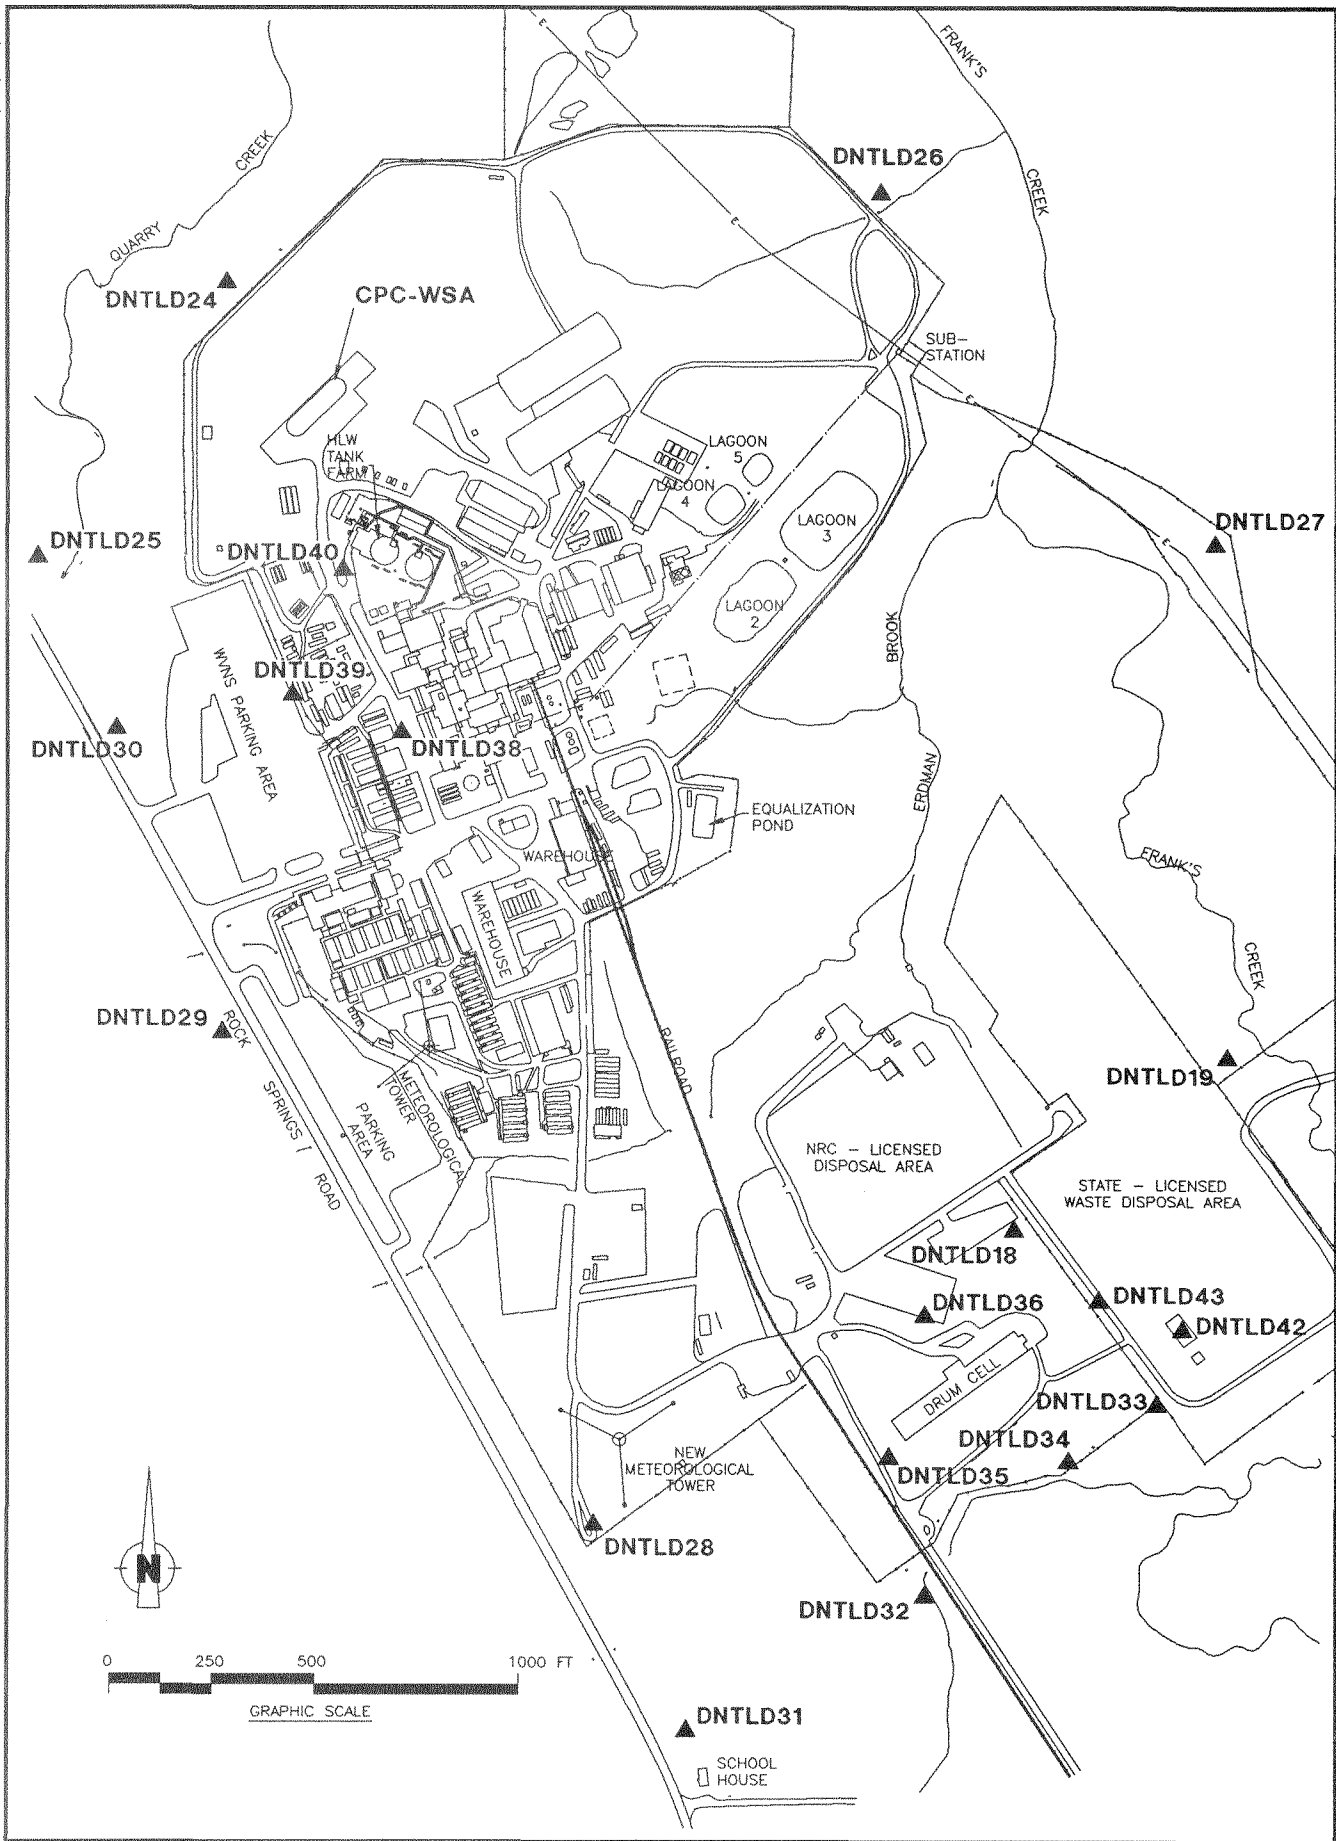 FRANK'S
CREEK
DNTLD26
CREEK
QUARRY
DNTLD24
CPC-WSA
SUB-
STATION
HLW
TANK
FARM
LAGOON
5
LAGOON
4
LAGOON
3
DNTLD27
DNTLD25
DNTLD40
LAGOON
2
BROOK
ERDMAN
DNTLD39
WVNS PARKING AREA
DNTLD30
DNTLD38
EQUALIZATION
POND
WAREHOUSE
WAREHOUSE
FRANK'S
CREEK
DNTLD29
ROCK
SPRINGS
ROAD
RAILROAD
METEOROLOGICAL
TOWER
PARKING
AREA
DNTLD19
NRC – LICENSED
DISPOSAL AREA
STATE – LICENSED
WASTE DISPOSAL AREA
DNTLD18
DNTLD36
DNTLD43
DNTLD42
DRUM CELL
DNTLD33
DNTLD34
DNTLD35
NEW
METEOROLOGICAL
TOWER
DNTLD28
DNTLD32
N
0 250 500 1000 FT
GRAPHIC SCALE
DNTLD31
SCHOOL
HOUSE
E
E
E
E